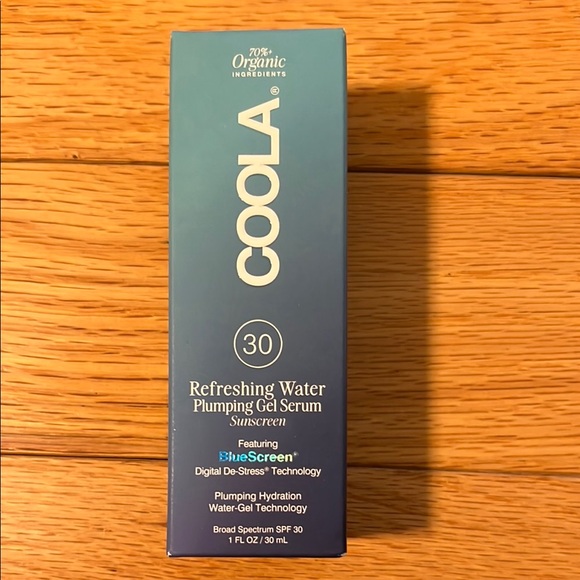 70%+
Organic
INGREDIENTS
COOLA®
30
Refreshing Water
Plumping Gel Serum
Sunscreen
Featuring
BlueScreen®
Digital De-Stress® Technology
Plumping Hydration
Water-Gel Technology
Broad Spectrum SPF 30
1 FL OZ / 30 mL